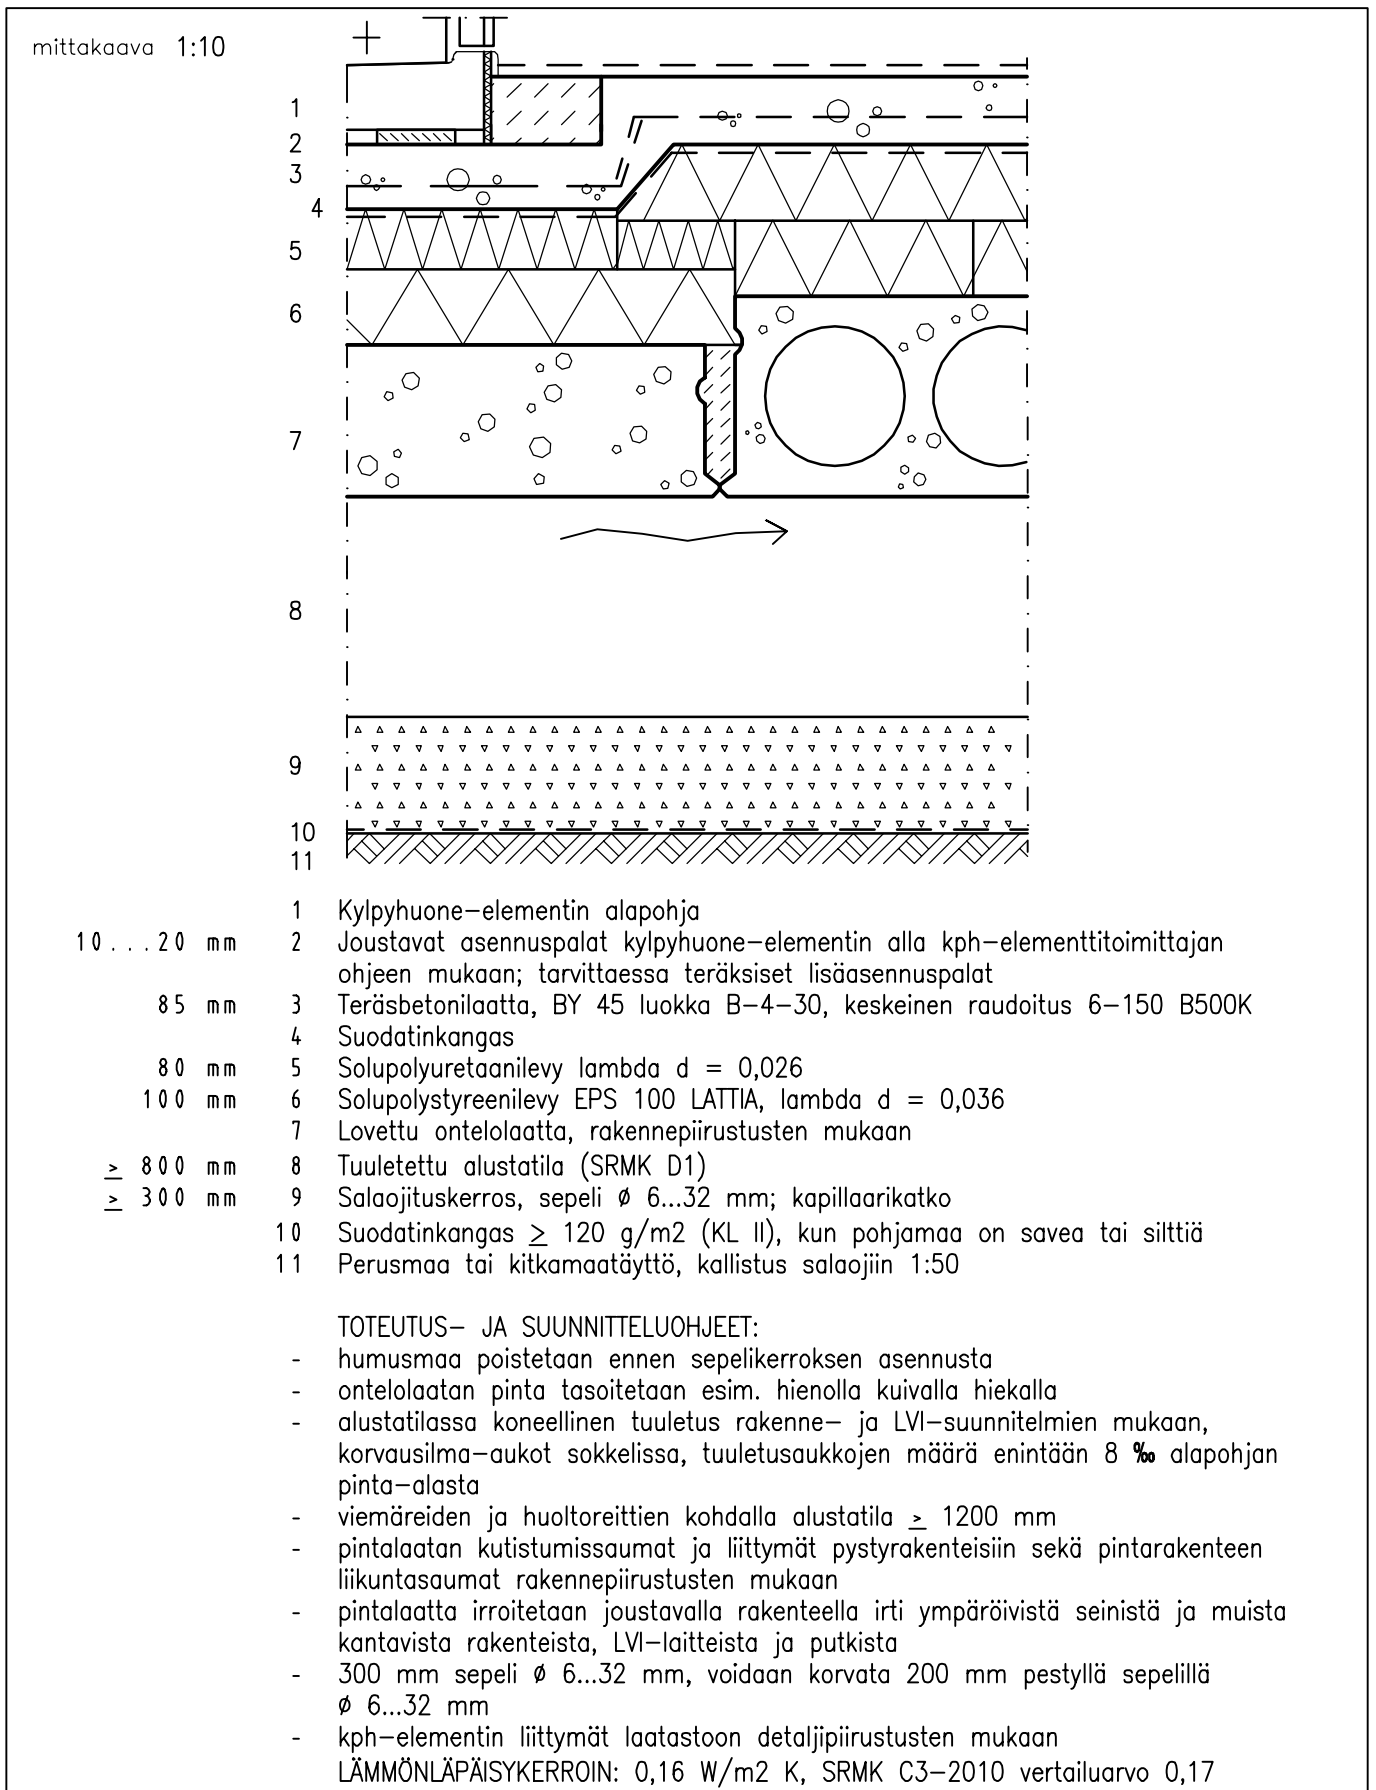 mittakaava 1:10
1
2
3
4
5
6
7
8
9
10
11
1 Kylpyhuone-elementin alapohja
10...20 mm 2 Joustavat asennuspalat kylpyhuone-elementin alla kph-elementtitoimittajan
ohjeen mukaan; tarvittaessa teräksiset lisäasennuspalat
85 mm 3 Teräsbetonilaatta, BY 45 luokka B-4-30, keskeinen raudoitus 6-150 B500K
4 Suodatinkangas
80 mm 5 Solupolyuretaanilevy lambda d = 0,026
100 mm 6 Solupolystyreenilevy EPS 100 LATTIA, lambda d = 0,036
7 Lovettu ontelolaatta, rakennepiirustusten mukaan
≥ 800 mm 8 Tuuletettu alustatila (SRMK D1)
≥ 300 mm 9 Salaojituskerros, sepeli ø 6...32 mm; kapillaarikatko
10 Suodatinkangas ≥ 120 g/m2 (KL II), kun pohjamaa on savea tai silttiä
11 Perusmaa tai kitkamaatäyttö, kallistus salaojiin 1:50
TOTEUTUS- JA SUUNNITTELUOHJEET:
- humusmaa poistetaan ennen sepelikerroksen asennusta
- ontelolaatan pinta tasoitetaan esim. hienolla kuivalla hiekalla
- alustatilassa koneellinen tuuletus rakenne- ja LVI-suunnitelmien mukaan,
korvausilma-aukot sokkelissa, tuuletusaukkojen määrä enintään 8 ‰ alapohjan
pinta-alasta
- viemäreiden ja huoltoreittien kohdalla alustatila ≥ 1200 mm
- pintalaatan kutistumissaumat ja liittymät pystyrakenteisiin sekä pintarakenteen
liikuntasaumat rakennepiirustusten mukaan
- pintalaatta irroitetaan joustavalla rakenteella irti ympäröivistä seinistä ja muista
kantavista rakenteista, LVI-laitteista ja putkista
- 300 mm sepeli ø 6...32 mm, voidaan korvata 200 mm pestyllä sepelillä
ø 6...32 mm
- kph-elementin liittymät laatastoon detaljipiirustusten mukaan
LÄMMÖNLÄPÄISYKERROIN: 0,16 W/m2 K, SRMK C3-2010 vertailuarvo 0,17